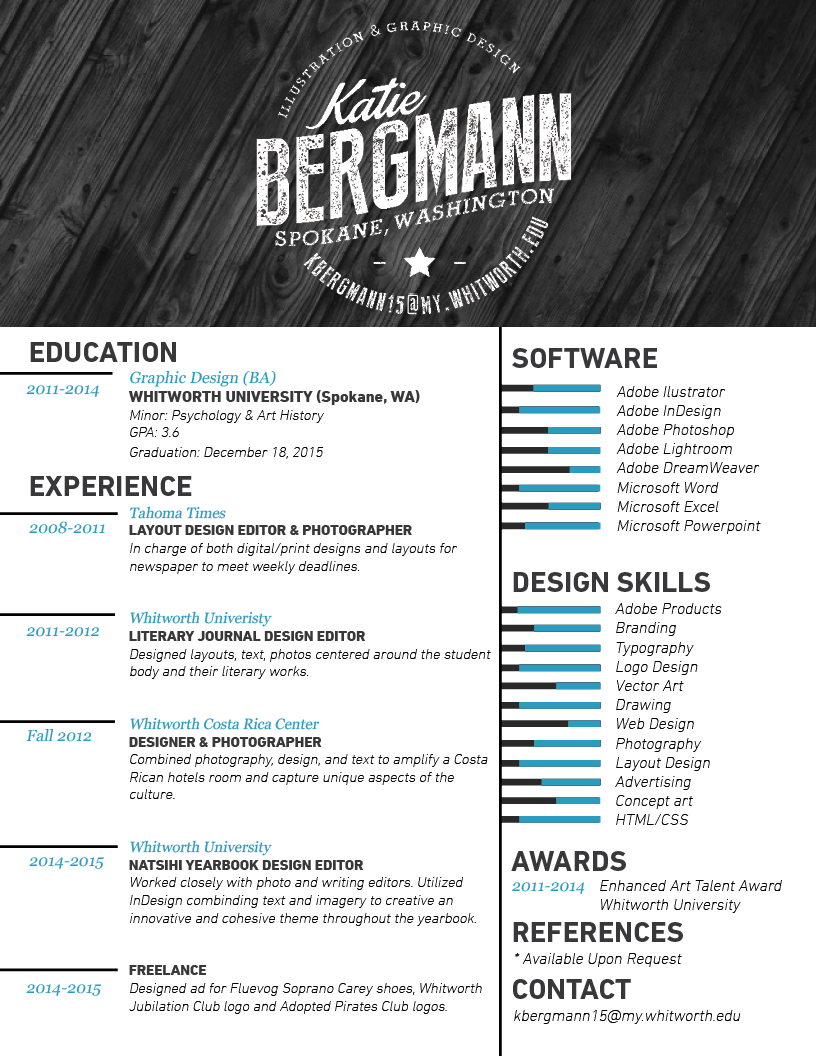 ILLUSTRATION & GRAPHIC DESIGN
Katie
BERGMANN
SPOKANE, WASHINGTON
KBERGMANN15@MY.WHITWORTH.EDU
EDUCATION
2011-2014
Graphic Design (BA)
WHITWORTH UNIVERSITY (Spokane, WA)
Minor: Psychology & Art History
GPA: 3.6
Graduation: December 18, 2015
EXPERIENCE
Tahoma Times
2008-2011
LAYOUT DESIGN EDITOR & PHOTOGRAPHER
In charge of both digital/print designs and layouts for
newspaper to meet weekly deadlines.
Whitworth Univeristy
2011-2012
LITERARY JOURNAL DESIGN EDITOR
Designed layouts, text, photos centered around the student
body and their literary works.
Whitworth Costa Rica Center
Fall 2012
DESIGNER & PHOTOGRAPHER
Combined photography, design, and text to amplify a Costa
Rican hotels room and capture unique aspects of the
culture.
Whitworth University
2014-2015
NATSIHI YEARBOOK DESIGN EDITOR
Worked closely with photo and writing editors. Utilized
InDesign combinding text and imagery to creative an
innovative and cohesive theme throughout the yearbook.
FREELANCE
2014-2015
Designed ad for Fluevog Soprano Carey shoes, Whitworth
Jubilation Club logo and Adopted Pirates Club logos.
SOFTWARE
Adobe Ilustrator
Adobe InDesign
Adobe Photoshop
Adobe Lightroom
Adobe DreamWeaver
Microsoft Word
Microsoft Excel
Microsoft Powerpoint
DESIGN SKILLS
Adobe Products
Branding
Typography
Logo Design
Vector Art
Drawing
Web Design
Photography
Layout Design
Advertising
Concept art
HTML/CSS
AWARDS
2011-2014 Enhanced Art Talent Award
Whitworth University
REFERENCES
* Available Upon Request
CONTACT
kbergmann15@my.whitworth.edu